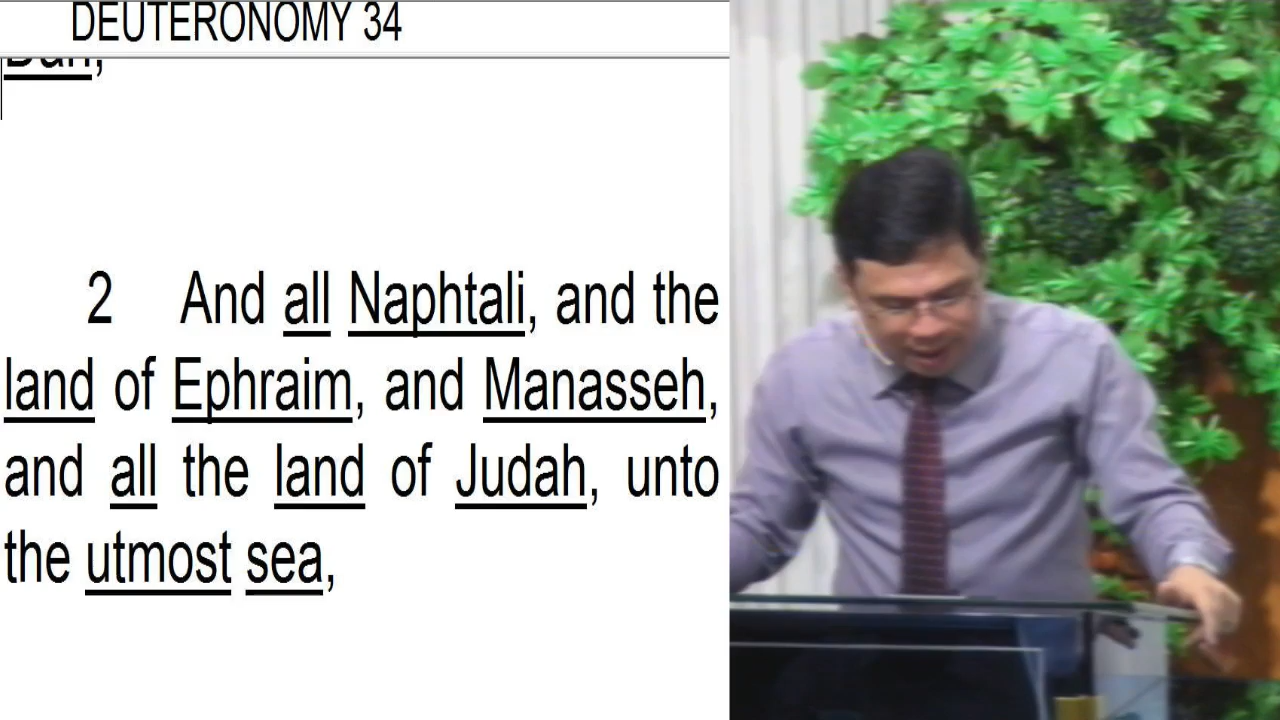 DEUTERONOMY 34
Dan,
2 And all Naphtali, and the
land of Ephraim, and Manasseh,
and all the land of Judah, unto
the utmost sea,